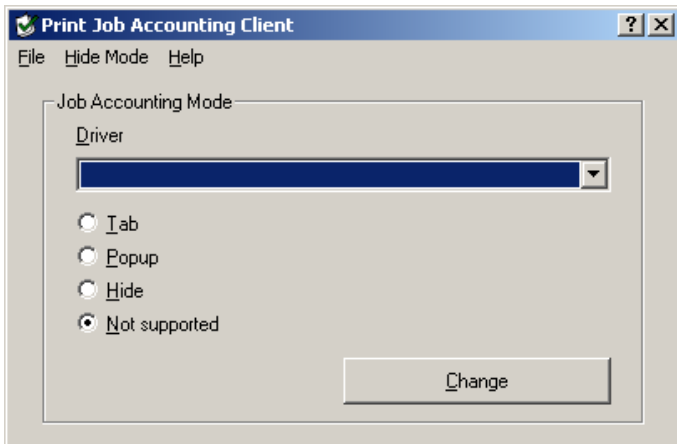 Print Job Accounting Client
File Hide Mode Help
Job Accounting Mode
Driver
Tab
Popup
Hide
Not supported
Change